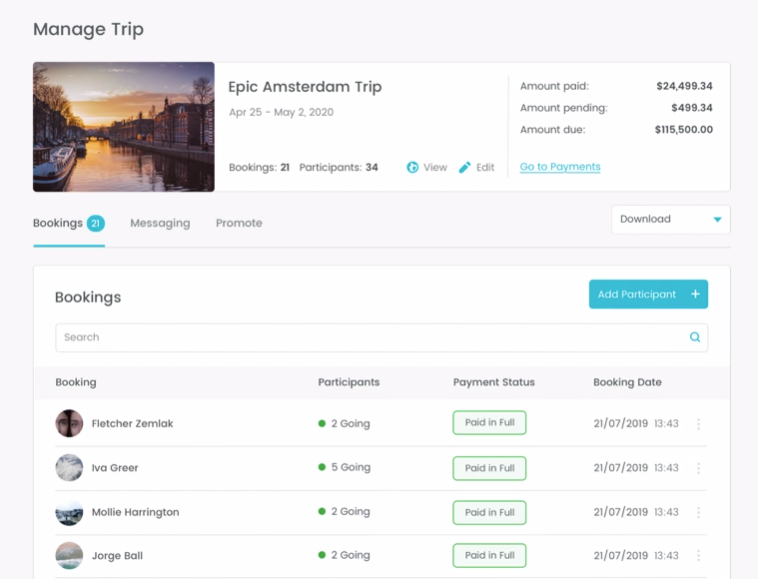 Manage Trip
Epic Amsterdam Trip
Apr 25 - May 2, 2020
Bookings: 21 Participants: 34 View Edit
Amount paid: $24,499.34
Amount pending: $499.34
Amount due: $115,500.00
Go to Payments
Bookings 21 Messaging Promote
Download
Bookings
Add Participant +
Search
Booking Participants Payment Status Booking Date
Fletcher Zemlak 2 Going Paid in Full 21/07/2019 13:43
Iva Greer 5 Going Paid in Full 21/07/2019 13:43
Mollie Harrington 2 Going Paid in Full 21/07/2019 13:43
Jorge Ball 2 Going Paid in Full 21/07/2019 13:43